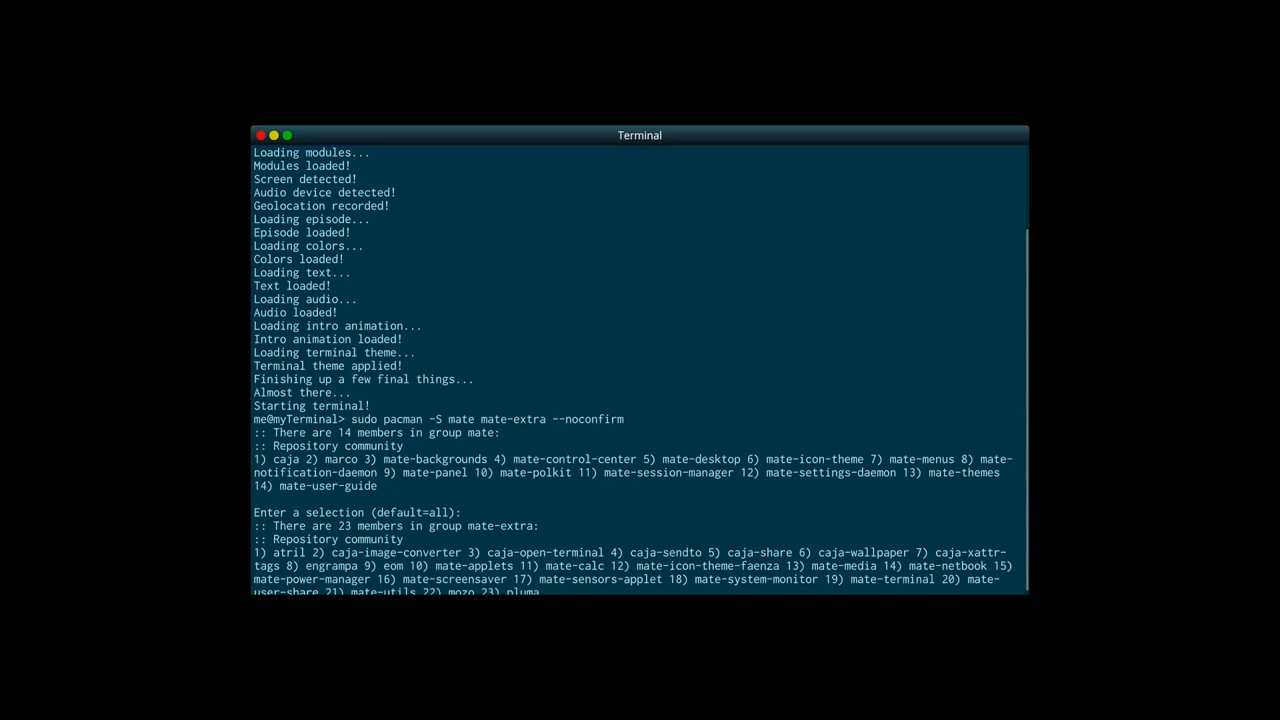 Terminal
Loading modules...
Modules loaded!
Screen detected!
Audio device detected!
Geolocation recorded!
Loading episode...
Episode loaded!
Loading colors...
Colors loaded!
Loading text...
Text loaded!
Loading audio...
Audio loaded!
Loading intro animation...
Intro animation loaded!
Loading terminal theme...
Terminal theme applied!
Finishing up a few final things...
Almost there...
Starting terminal!
me@myTerminal> sudo pacman -S mate mate-extra --noconfirm
:: There are 14 members in group mate:
:: Repository community
1) caja 2) marco 3) mate-backgrounds 4) mate-control-center 5) mate-desktop 6) mate-icon-theme 7) mate-menus 8) mate-
notification-daemon 9) mate-panel 10) mate-polkit 11) mate-session-manager 12) mate-settings-daemon 13) mate-themes
14) mate-user-guide
Enter a selection (default=all):
:: There are 23 members in group mate-extra:
:: Repository community
1) atril 2) caja-image-converter 3) caja-open-terminal 4) caja-sendto 5) caja-share 6) caja-wallpaper 7) caja-xattr-
tags 8) engrampa 9) eom 10) mate-applets 11) mate-calc 12) mate-icon-theme-faenza 13) mate-media 14) mate-netbook 15)
mate-power-manager 16) mate-screensaver 17) mate-sensors-applet 18) mate-system-monitor 19) mate-terminal 20) mate-
user-share 21) mate-utils 22) mozo 23) pluma